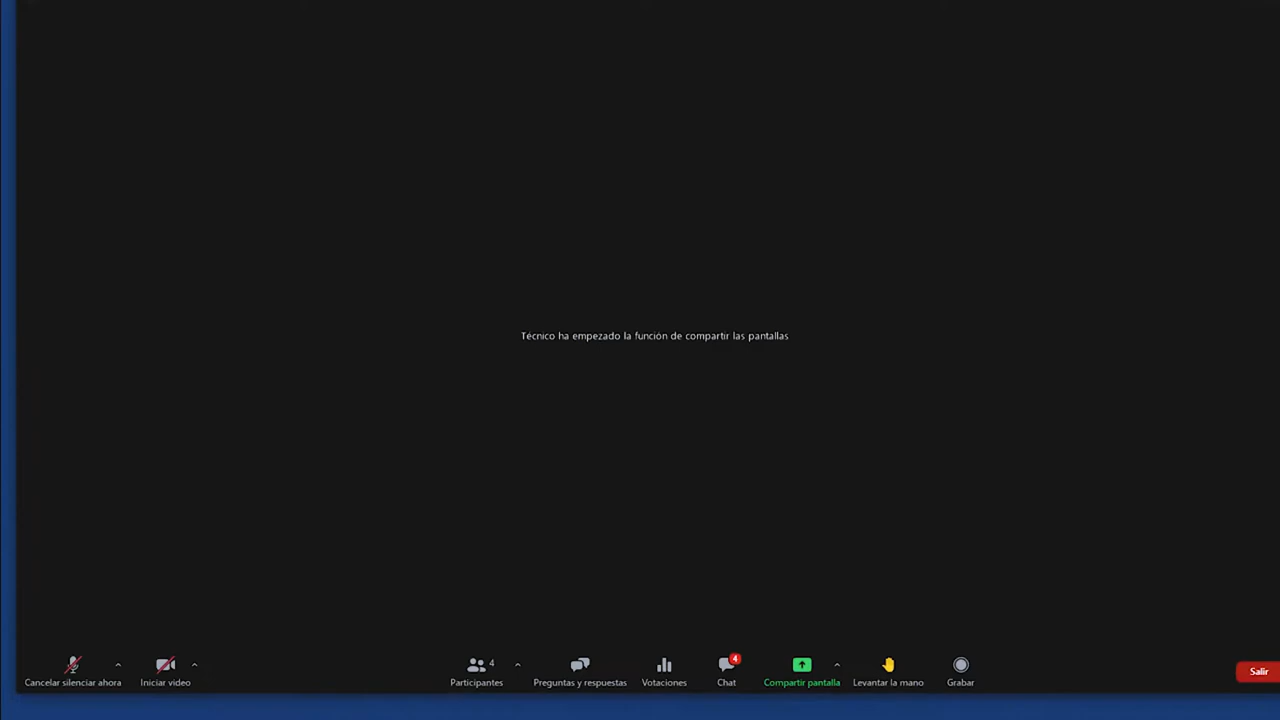 Técnico ha empezado la función de compartir las pantallas
4
4
Cancelar silenciar ahora
Iniciar video
Participantes
Preguntas y respuestas
Votaciones
Chat
Compartir pantalla
Levantar la mano
Grabar
Salir